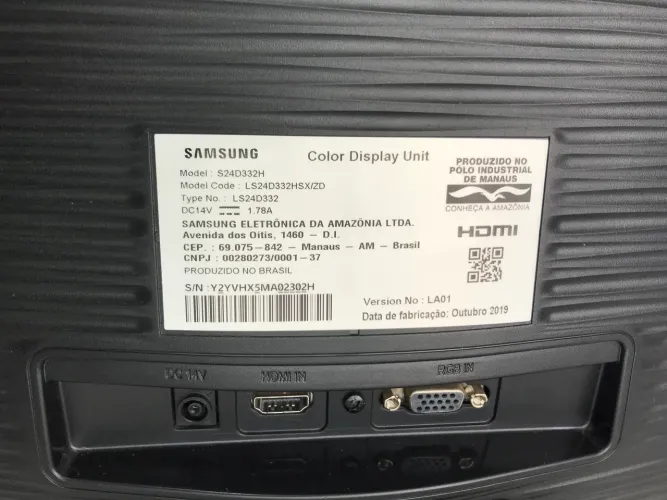 SAMSUNG
Color Display Unit
Model : S24D332H
Model Code : LS24D332HSX/ZD
Type No. : LS24D332
DC14V ⎓ 1.78A
SAMSUNG ELETRÔNICA DA AMAZÔNIA LTDA.
Avenida dos Oitis, 1460 – D.I.
CEP. : 69.075–842 – Manaus – AM – Brasil
CNPJ : 00280273/0001–37
PRODUZIDO NO BRASIL
S/N : Y2YVHX5MA02302H
PRODUZIDO NO
PÓLO INDUSTRIAL
DE MANAUS
CONHEÇA A AMAZÔNIA
HDMI
Version No : LA01
Data de fabricação: Outubro 2019
DC 14V
HDMI IN
RGB IN